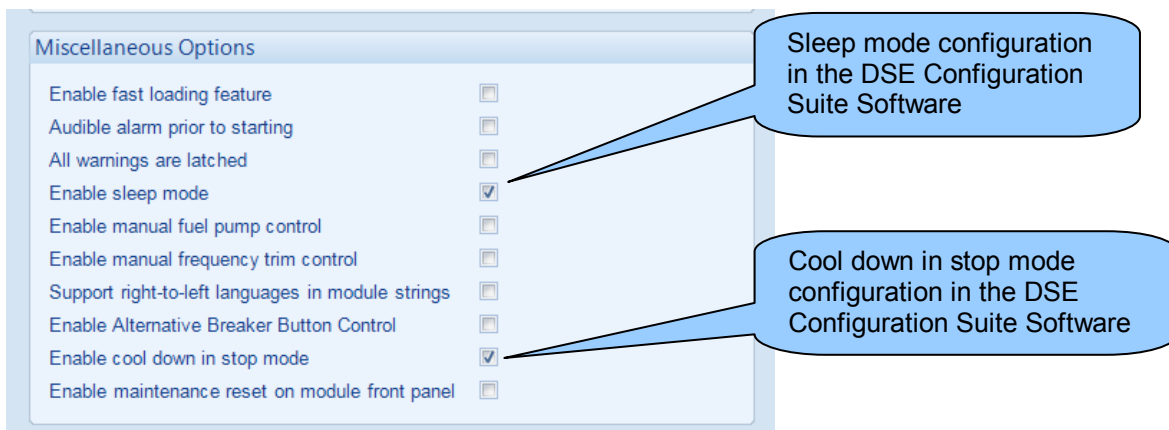 Miscellaneous Options
Enable fast loading feature
Audible alarm prior to starting
All warnings are latched
Enable sleep mode
Enable manual fuel pump control
Enable manual frequency trim control
Support right-to-left languages in module strings
Enable Alternative Breaker Button Control
Enable cool down in stop mode
Enable maintenance reset on module front panel
Sleep mode configuration
in the DSE Configuration
Suite Software
Cool down in stop mode
configuration in the DSE
Configuration Suite Software